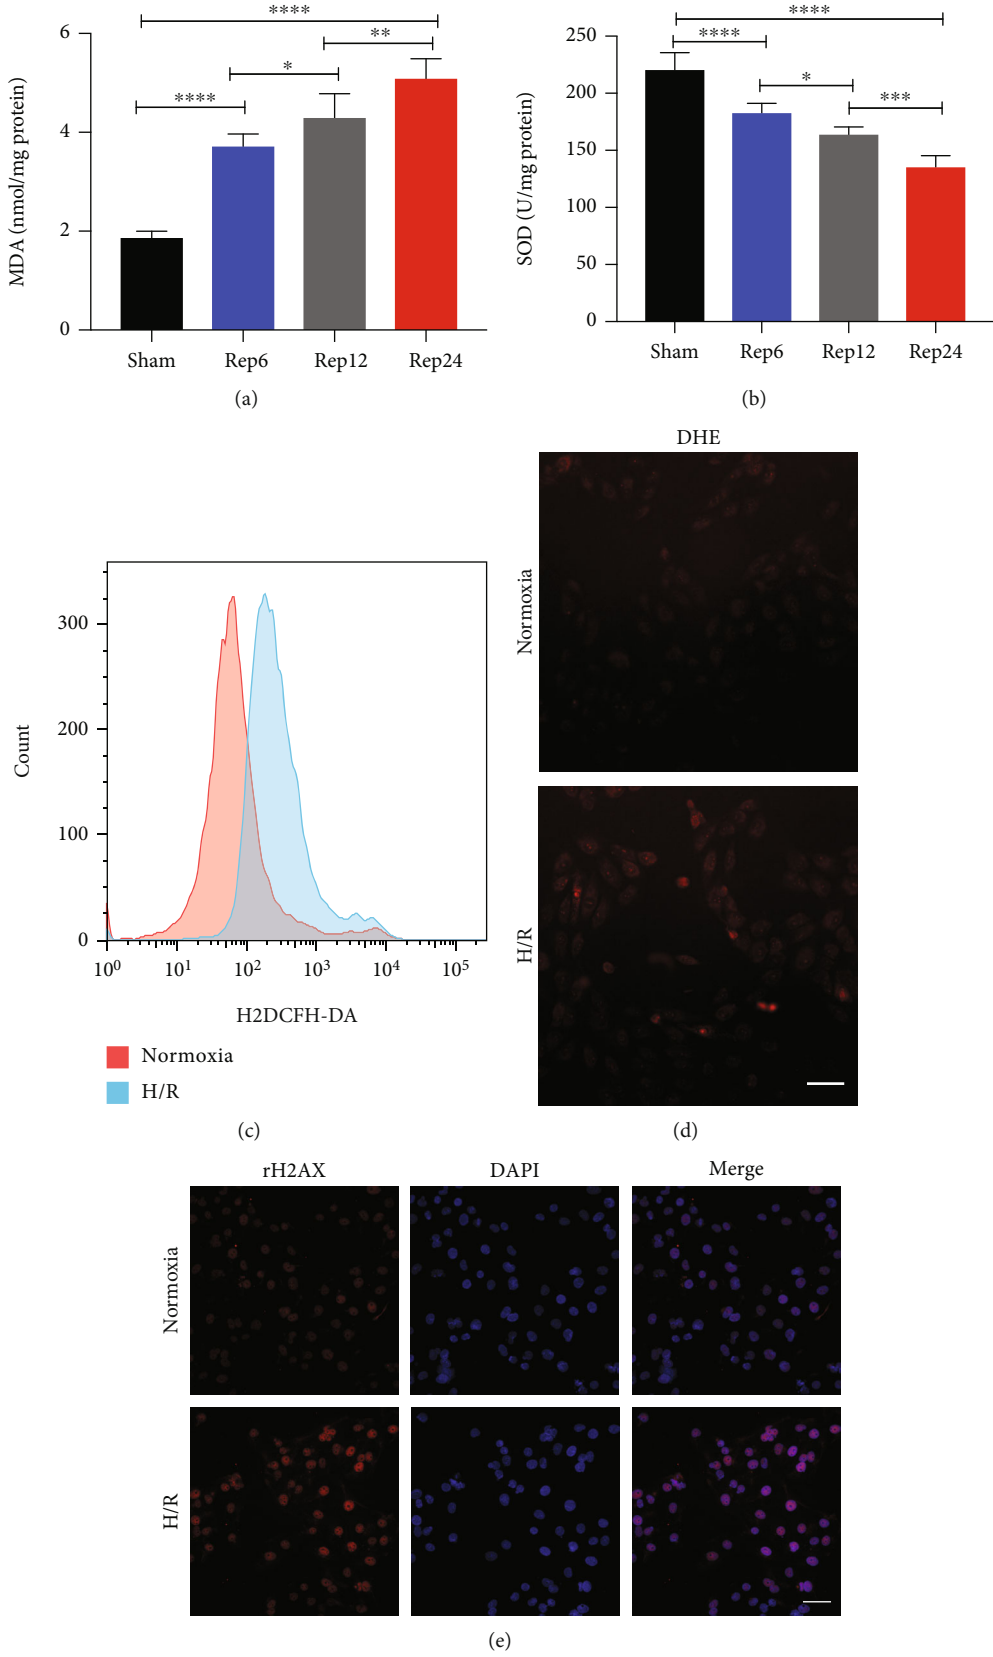 ****
**
*
****
6
4
2
0
MDA (nmol/mg protein)
Sham Rep6 Rep12 Rep24
(a)
****
****
*
***
250
200
150
100
50
0
SOD (U/mg protein)
Sham Rep6 Rep12 Rep24
(b)
300
200
100
0
Count
10⁰ 10¹ 10² 10³ 10⁴ 10⁵
H2DCFH-DA
Normoxia
H/R
(c)
DHE
Normoxia
H/R
(d)
rH2AX DAPI Merge
Normoxia
H/R
(e)